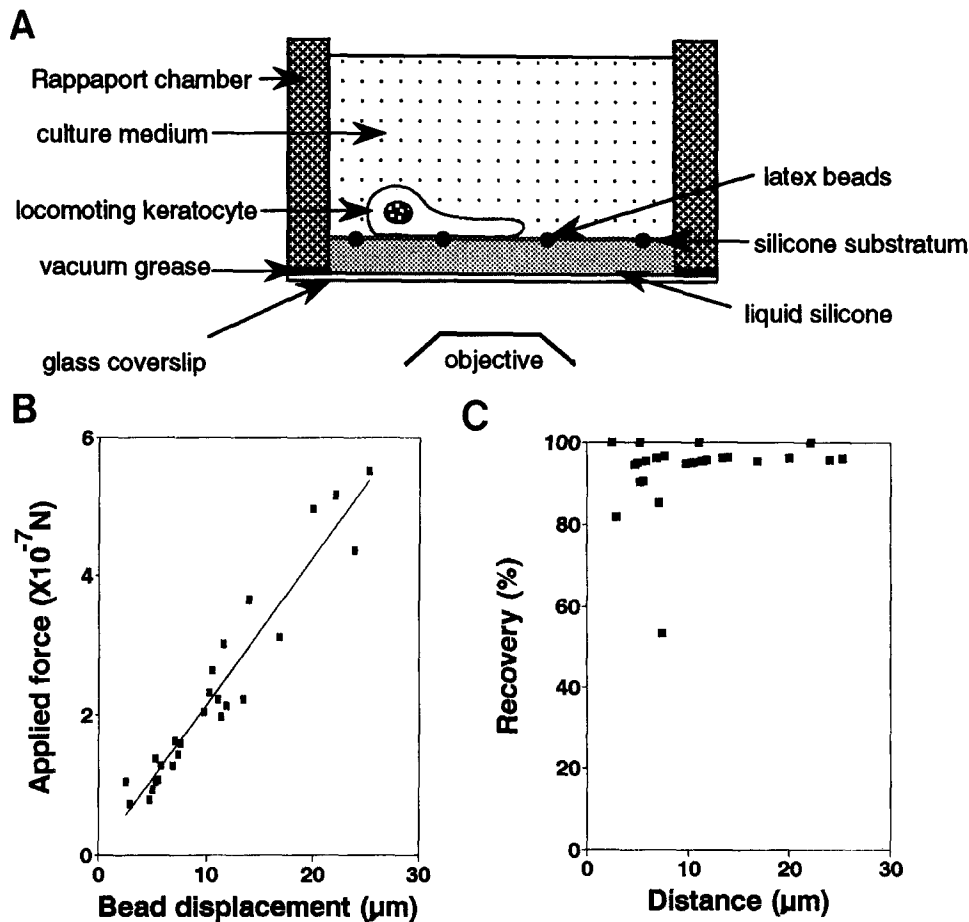 A
Rappaport chamber
culture medium
locomoting keratocyte
vacuum grease
glass coverslip
latex beads
silicone substratum
liquid silicone
objective
B
Applied force (X10⁻⁷N)
6
4
2
0
0 10 20 30
Bead displacement (µm)
C
Recovery (%)
100
80
60
40
20
0
0 10 20 30
Distance (µm)